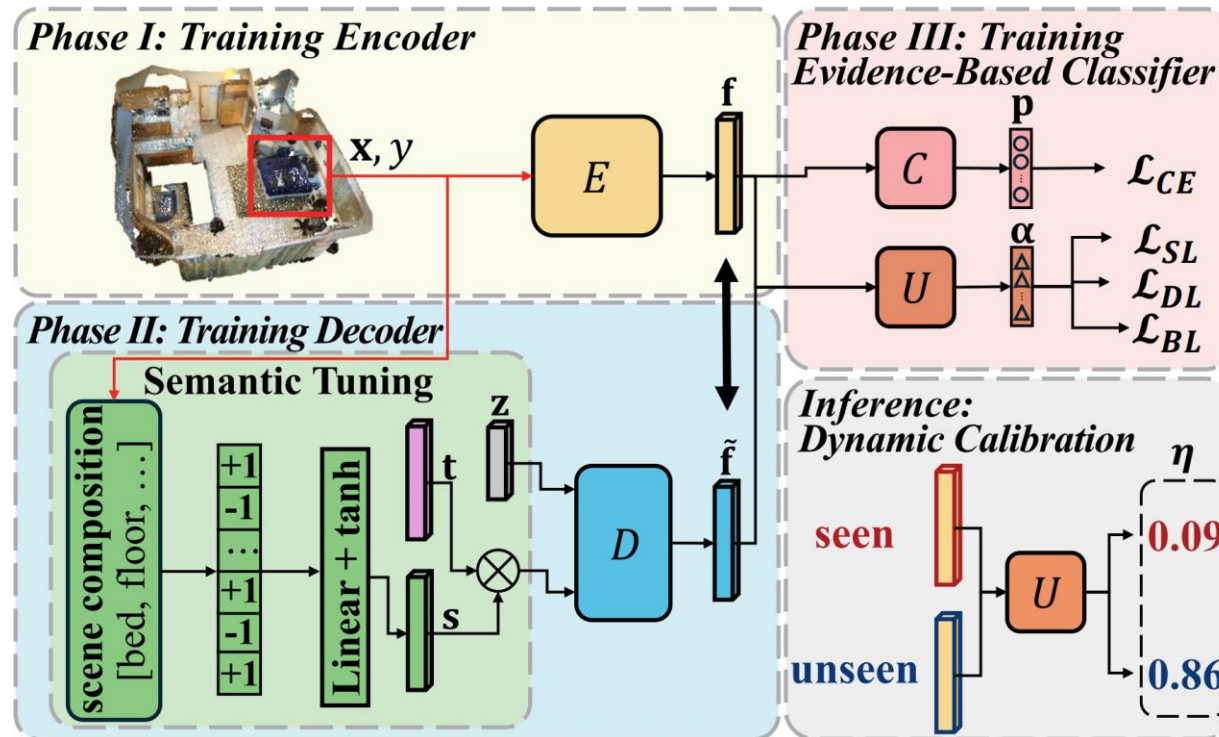 Phase I: Training Encoder
x, y
E
f
Phase II: Training Decoder
Semantic Tuning
scene composition
[bed, floor, …]
+1
-1
⋮
+1
-1
+1
Linear + tanh
t
s
z
D
f̃
Phase III: Training
Evidence-Based Classifier
C
p
ℒCE
U
α
ℒSL
ℒDL
ℒBL
Inference:
Dynamic Calibration
η
seen
unseen
U
0.09
0.86